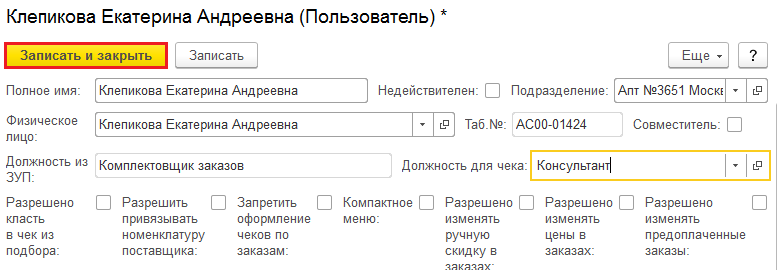 Клепикова Екатерина Андреевна (Пользователь) *
Записать и закрыть Записать Еще ?
Полное имя: Клепикова Екатерина Андреевна Недействителен: Подразделение: Апт №3651 Москв
Физическое лицо: Клепикова Екатерина Андреевна Таб.№: АС00-01424 Совместитель:
Должность из ЗУП: Комплектовщик заказов Должность для чека: Консультант
Разрешено Разрешить Запретить Компактное Разрешено Разрешено Разрешено
класть привязывать оформление меню: изменять изменять изменять
в чек из номенклатуру чеков по ручную цены в предоплаченные
подбора: поставщика: заказам: скидку в заказах: заказы:
заказах: